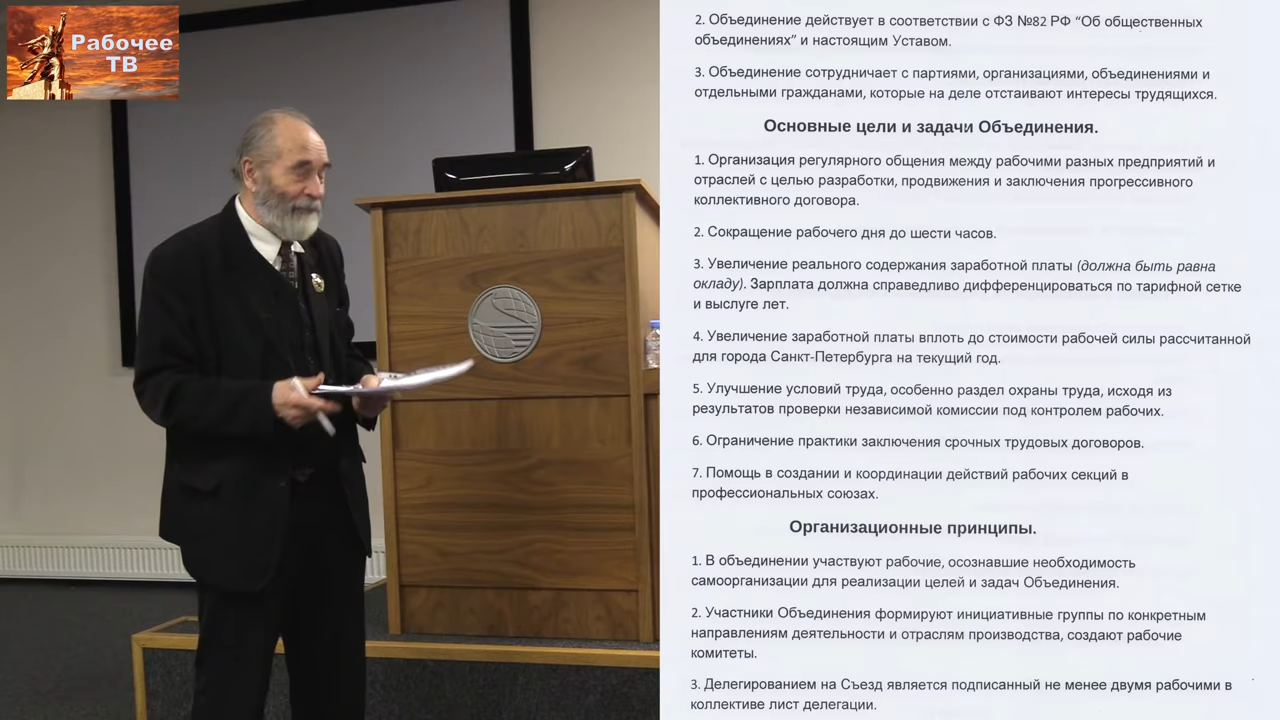 Рабочее
ТВ
2. Объединение действует в соответствии с ФЗ №82 РФ “Об общественных
объединениях” и настоящим Уставом.
3. Объединение сотрудничает с партиями, организациями, объединениями и
отдельными гражданами, которые на деле отстаивают интересы трудящихся.
Основные цели и задачи Объединения.
1. Организация регулярного общения между рабочими разных предприятий и
отраслей с целью разработки, продвижения и заключения прогрессивного
коллективного договора.
2. Сокращение рабочего дня до шести часов.
3. Увеличение реального содержания заработной платы (должна быть равна
окладу). Зарплата должна справедливо дифференцироваться по тарифной сетке
и выслуге лет.
4. Увеличение заработной платы вплоть до стоимости рабочей силы рассчитанной
для города Санкт-Петербурга на текущий год.
5. Улучшение условий труда, особенно раздел охраны труда, исходя из
результатов проверки независимой комиссии под контролем рабочих.
6. Ограничение практики заключения срочных трудовых договоров.
7. Помощь в создании и координации действий рабочих секций в
профессиональных союзах.
Организационные принципы.
1. В объединении участвуют рабочие, осознавшие необходимость
самоорганизации для реализации целей и задач Объединения.
2. Участники Объединения формируют инициативные группы по конкретным
направлениям деятельности и отраслям производства, создают рабочие
комитеты.
3. Делегированием на Съезд является подписанный не менее двумя рабочими в
коллективе лист делегации.